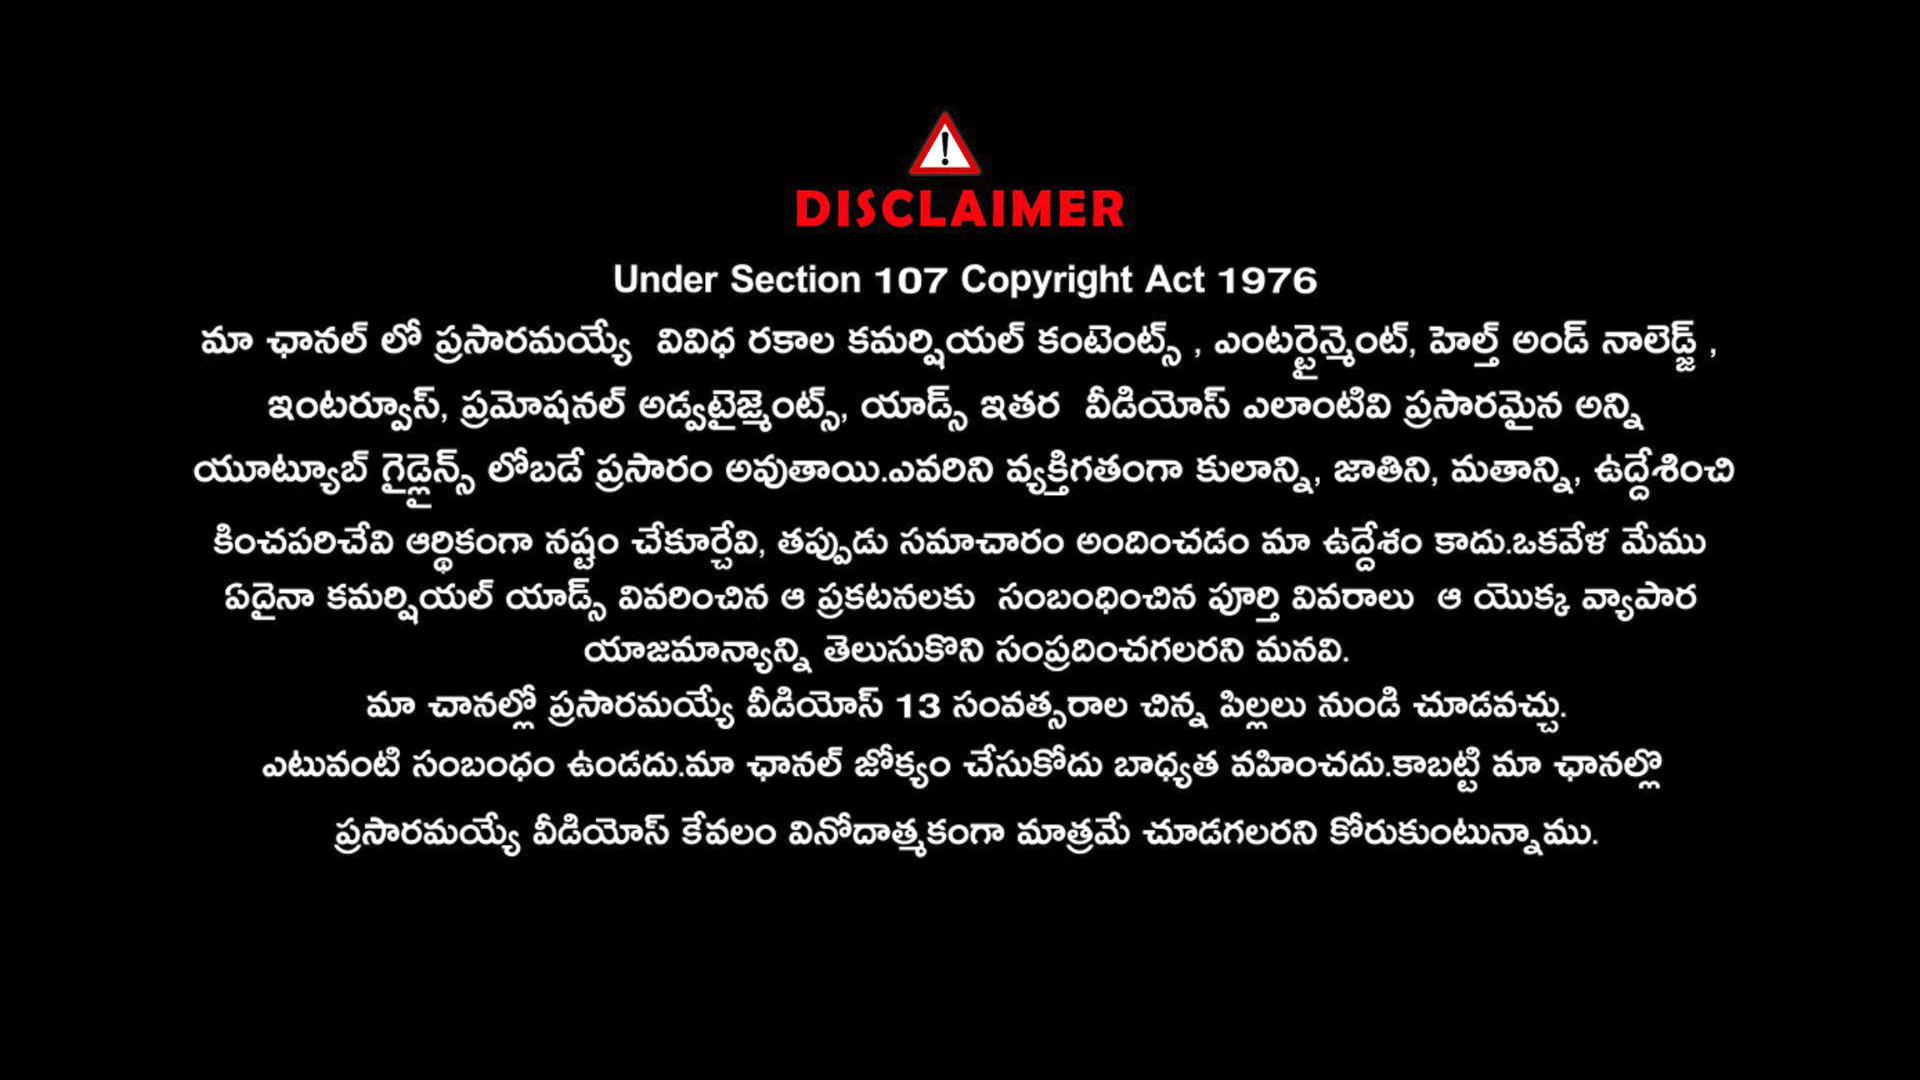 DISCLAIMER
Under Section 107 Copyright Act 1976
మా ఛానల్ లో ప్రసారమయ్యే వివిధ రకాల కమర్షియల్ కంటెంట్స్ , ఎంటర్టైన్మెంట్, హెల్త్ అండ్ నాలెడ్జ్ ,
ఇంటర్వూస్, ప్రమోషనల్ అడ్వటైజ్మెంట్స్, యాడ్స్ ఇతర వీడియోస్ ఎలాంటివి ప్రసారమైన అన్ని
యూట్యూబ్ గైడ్లైన్స్ లోబడే ప్రసారం అవుతాయి.ఎవరిని వ్యక్తిగతంగా కులాన్ని, జాతిని, మతాన్ని, ఉద్దేశించి
కించపరిచేవి ఆర్థికంగా నష్టం చేకూర్చేవి, తప్పుడు సమాచారం అందించడం మా ఉద్దేశం కాదు.ఒకవేళ మేము
ఏదైనా కమర్షియల్ యాడ్స్ వివరించిన ఆ ప్రకటనలకు సంబంధించిన పూర్తి వివరాలు ఆ యొక్క వ్యాపార
యాజమాన్యాన్ని తెలుసుకొని సంప్రదించగలరని మనవి.
మా చానల్లో ప్రసారమయ్యే వీడియోస్ 13 సంవత్సరాల చిన్న పిల్లలు నుండి చూడవచ్చు.
ఎటువంటి సంబంధం ఉండదు.మా ఛానల్ జోక్యం చేసుకోదు బాధ్యత వహించదు.కాబట్టి మా ఛానల్లొ
ప్రసారమయ్యే వీడియోస్ కేవలం వినోదాత్మకంగా మాత్రమే చూడగలరని కోరుకుంటున్నాము.